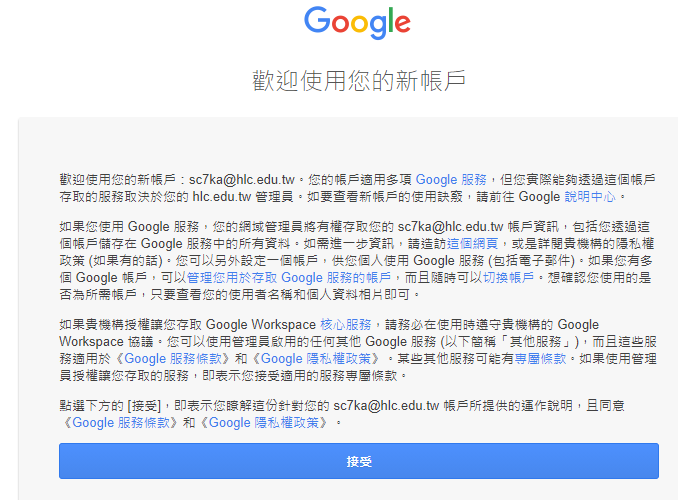 Google
歡迎使用您的新帳戶
歡迎使用您的新帳戶：sc7ka@hlc.edu.tw。您的帳戶適用多項 Google 服務，但您實際能夠透過這個帳戶
存取的服務取決於您的 hlc.edu.tw 管理員。如要查看新帳戶的使用訣竅，請前往 Google 說明中心。
如果您使用 Google 服務，您的網域管理員將有權存取您的 sc7ka@hlc.edu.tw 帳戶資訊，包括您透過這
個帳戶儲存在 Google 服務中的所有資料。如需進一步資訊，請造訪這個網頁，或是詳閱貴機構的隱私權
政策 (如果有的話)。您可以另外設定一個帳戶，供您個人使用 Google 服務 (包括電子郵件)。如果您有多
個 Google 帳戶，可以管理您用於存取 Google 服務的帳戶，而且隨時可以切換帳戶。想確認您使用的是
否為所需帳戶，只要查看您的使用者名稱和個人資料相片即可。
如果貴機構授權讓您存取 Google Workspace 核心服務，請務必在使用時遵守貴機構的 Google
Workspace 協議。您可以使用管理員啟用的任何其他 Google 服務 (以下簡稱「其他服務」)，而且這些服
務適用於《Google 服務條款》和《Google 隱私權政策》。某些其他服務可能有專屬條款。如果使用管理
員授權讓您存取的服務，即表示您接受適用的服務專屬條款。
點選下方的 [接受]，即表示您瞭解這份針對您的 sc7ka@hlc.edu.tw 帳戶所提供的運作說明，且同意
《Google 服務條款》和《Google 隱私權政策》。
接受